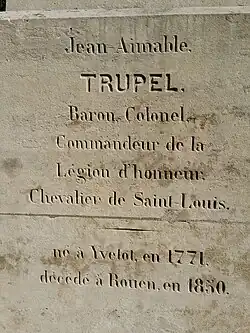 Jean-Aimable.
TRUPEL.
Baron, Colonel,
Commandeur de la
Légion d'honneur,
Chevalier de Saint-Louis.
né à Yvetot, en 1771.
décédé à Rouen, en 1850.